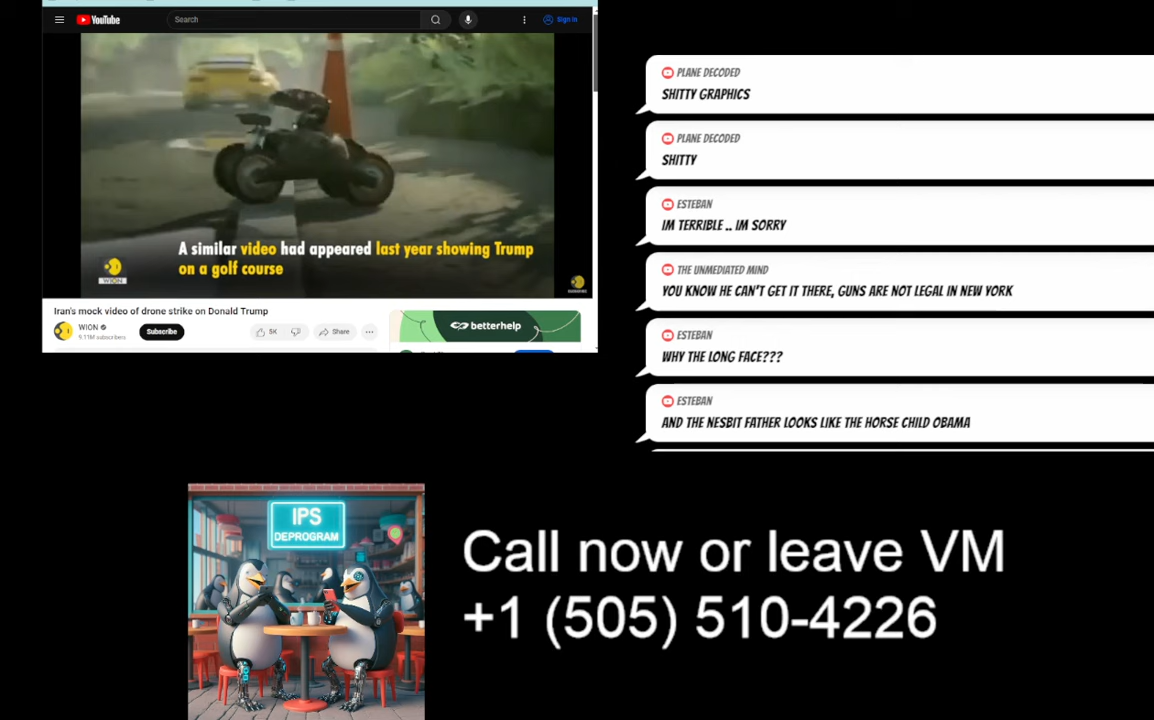 YouTube
Search
Sign in
A similar video had appeared last year showing Trump
on a golf course
WION
Iran's mock video of drone strike on Donald Trump
WION
9.11M subscribers
Subscribe
5K
Share
betterhelp
PLANE DECODED
SHITTY GRAPHICS
PLANE DECODED
SHITTY
ESTEBAN
IM TERRIBLE .. IM SORRY
THE UNMEDIATED MIND
YOU KNOW HE CAN'T GET IT THERE, GUNS ARE NOT LEGAL IN NEW YORK
ESTEBAN
WHY THE LONG FACE???
ESTEBAN
AND THE NESBIT FATHER LOOKS LIKE THE HORSE CHILD OBAMA
IPS
DEPROGRAM
Call now or leave VM
+1 (505) 510-4226